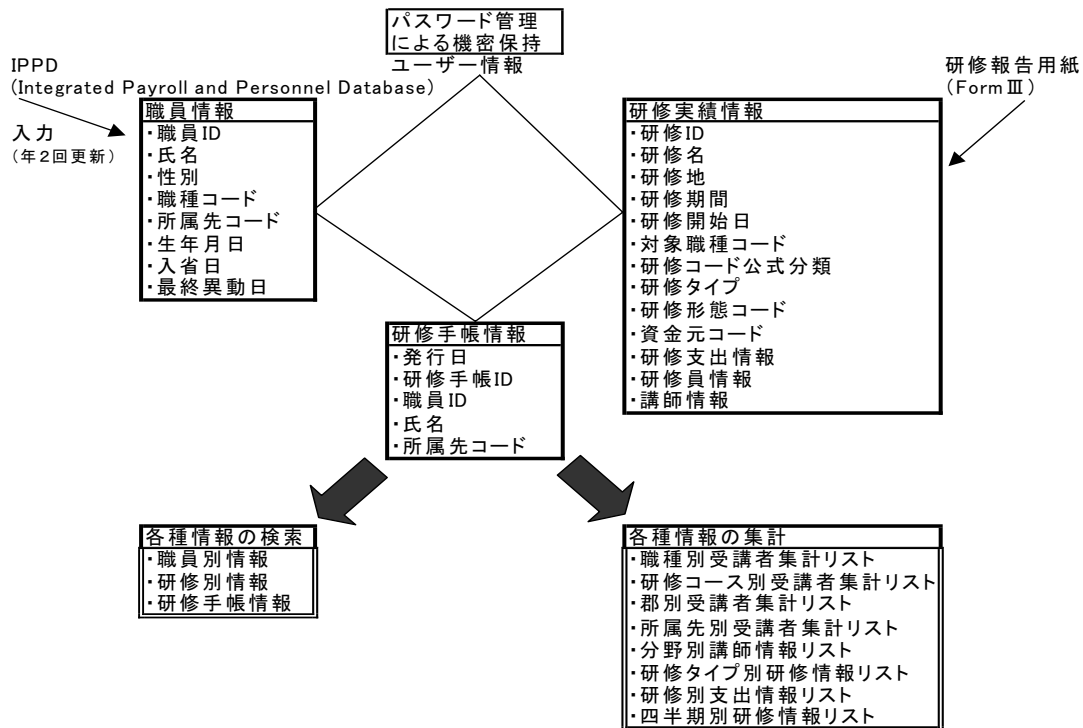 パスワード管理
による機密保持
ユーザー情報
IPPD
(Integrated Payroll and Personnel Database)
入力
(年2回更新)
研修報告用紙
(FormⅢ)
職員情報
・職員ID
・氏名
・性別
・職種コード
・所属先コード
・生年月日
・入省日
・最終異動日
研修実績情報
・研修ID
・研修名
・研修地
・研修期間
・研修開始日
・対象職種コード
・研修コード公式分類
・研修タイプ
・研修形態コード
・資金元コード
・研修支出情報
・研修員情報
・講師情報
研修手帳情報
・発行日
・研修手帳ID
・職員ID
・氏名
・所属先コード
各種情報の検索
・職員別情報
・研修別情報
・研修手帳情報
各種情報の集計
・職種別受講者集計リスト
・研修コース別受講者集計リスト
・郡別受講者集計リスト
・所属先別受講者集計リスト
・分野別講師情報リスト
・研修タイプ別研修情報リスト
・研修別支出情報リスト
・四半期別研修情報リスト